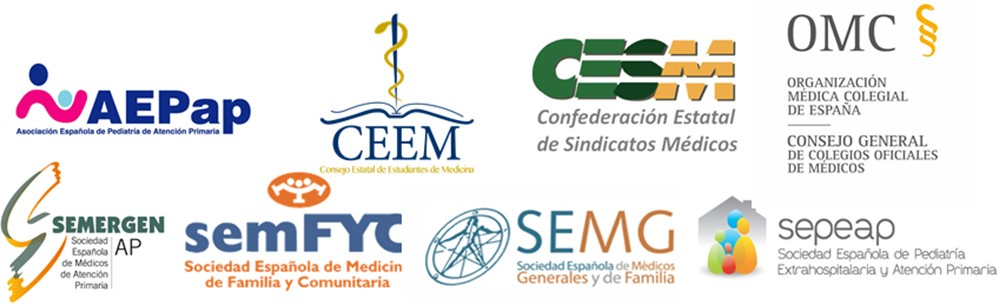 AEPap
Asociación Española de Pediatría de Atención Primaria
CEEM
Consejo Estatal de Estudiantes de Medicina
CESM
Confederación Estatal
de Sindicatos Médicos
OMC
ORGANIZACIÓN
MÉDICA COLEGIAL
DE ESPAÑA
CONSEJO GENERAL
DE COLEGIOS OFICIALES
DE MÉDICOS
SEMERGEN
AP
Sociedad
Española
de Médicos
de Atención
Primaria
semFYC
Sociedad Española de Medicin
de Familia y Comunitaria
SEMG
Sociedad Española de Médicos
Generales y de Familia
sepeap
Sociedad Española de Pediatría
Extrahospitalaria y Atención Primaria